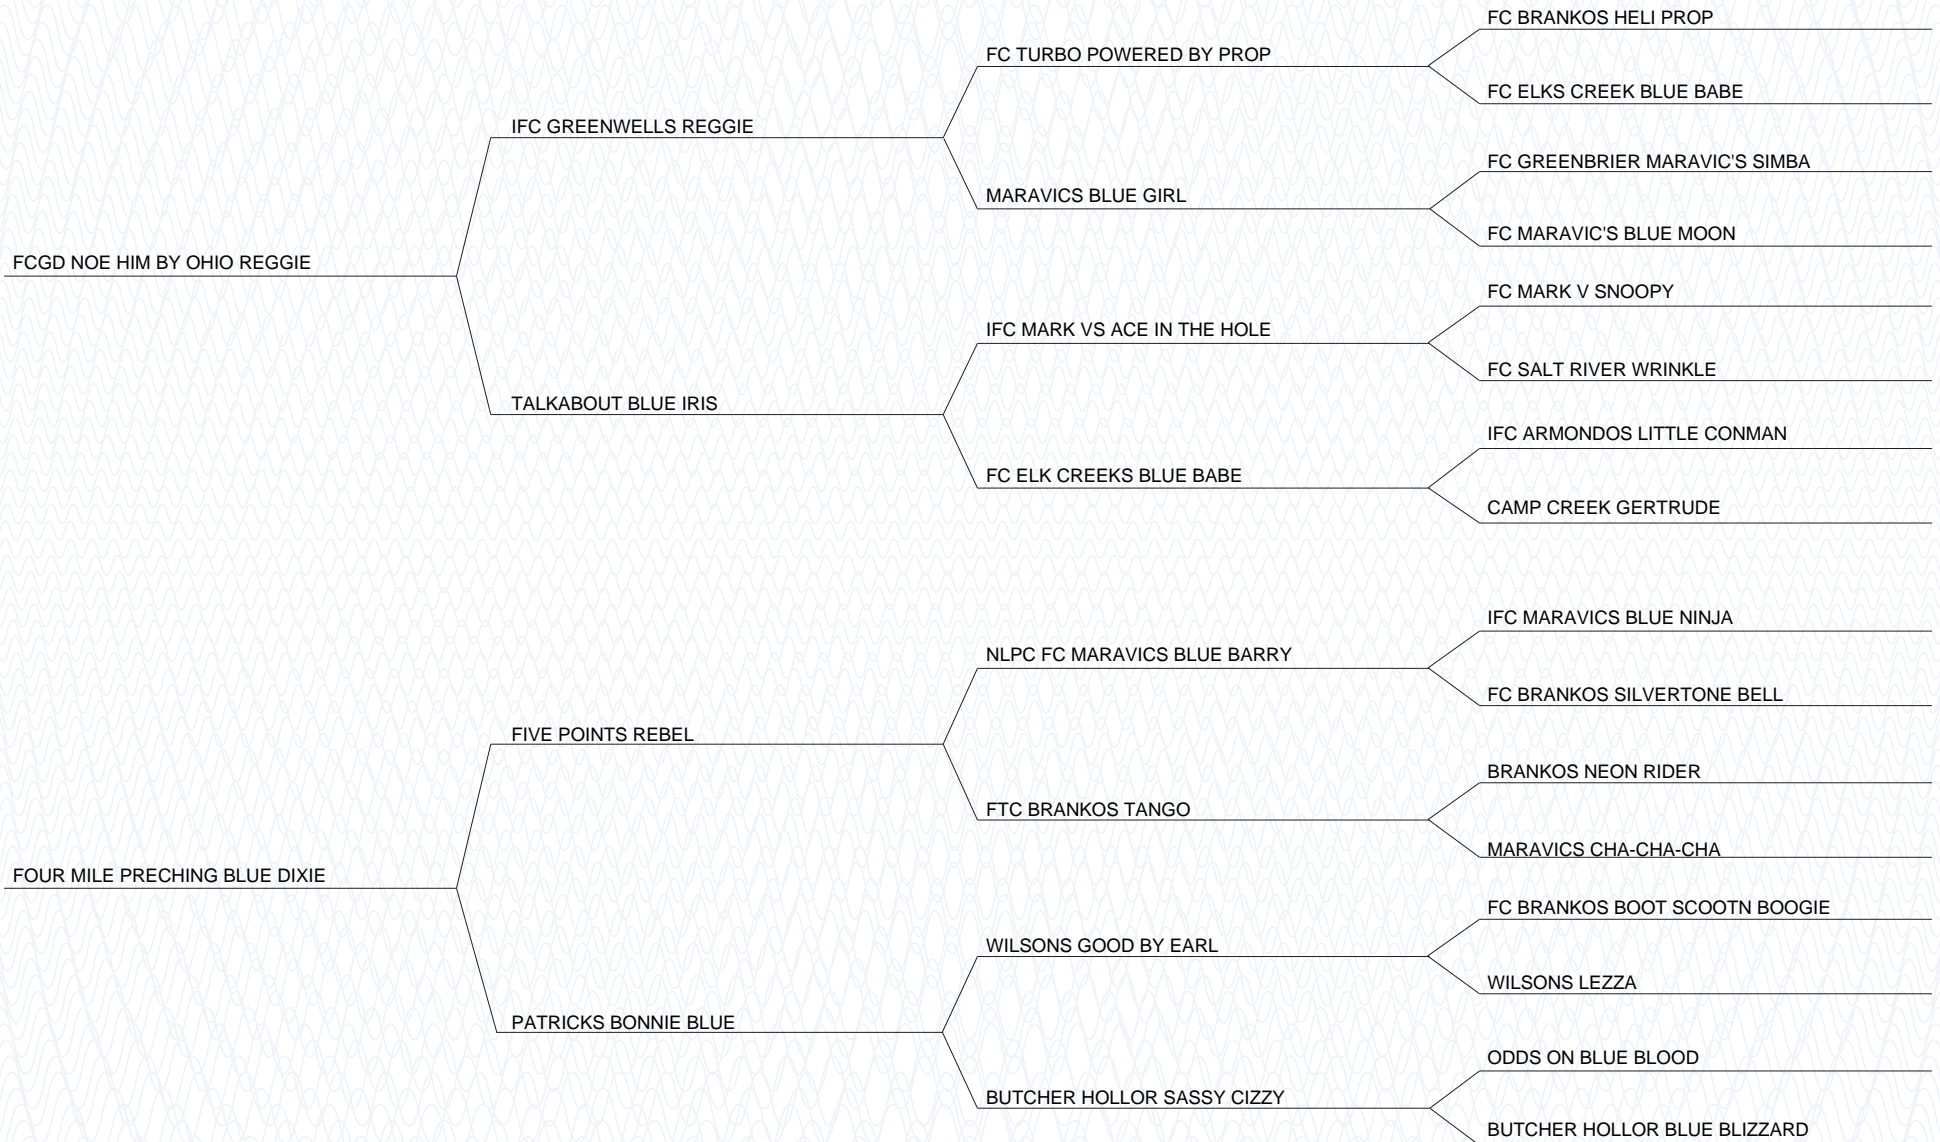 FC BRANKOS HELI PROP
FC TURBO POWERED BY PROP
FC ELKS CREEK BLUE BABE
IFC GREENWELLS REGGIE
FC GREENBRIER MARAVIC'S SIMBA
MARAVICS BLUE GIRL
FC MARAVIC'S BLUE MOON
FCGD NOE HIM BY OHIO REGGIE
FC MARK V SNOOPY
IFC MARK VS ACE IN THE HOLE
FC SALT RIVER WRINKLE
TALKABOUT BLUE IRIS
IFC ARMONDOS LITTLE CONMAN
FC ELK CREEKS BLUE BABE
CAMP CREEK GERTRUDE
IFC MARAVICS BLUE NINJA
NLPC FC MARAVICS BLUE BARRY
FC BRANKOS SILVERTONE BELL
FIVE POINTS REBEL
BRANKOS NEON RIDER
FTC BRANKOS TANGO
MARAVICS CHA-CHA-CHA
FOUR MILE PRECHING BLUE DIXIE
FC BRANKOS BOOT SCOOTN BOOGIE
WILSONS GOOD BY EARL
WILSONS LEZZA
PATRICKS BONNIE BLUE
ODDS ON BLUE BLOOD
BUTCHER HOLLOR SASSY CIZZY
BUTCHER HOLLOR BLUE BLIZZARD